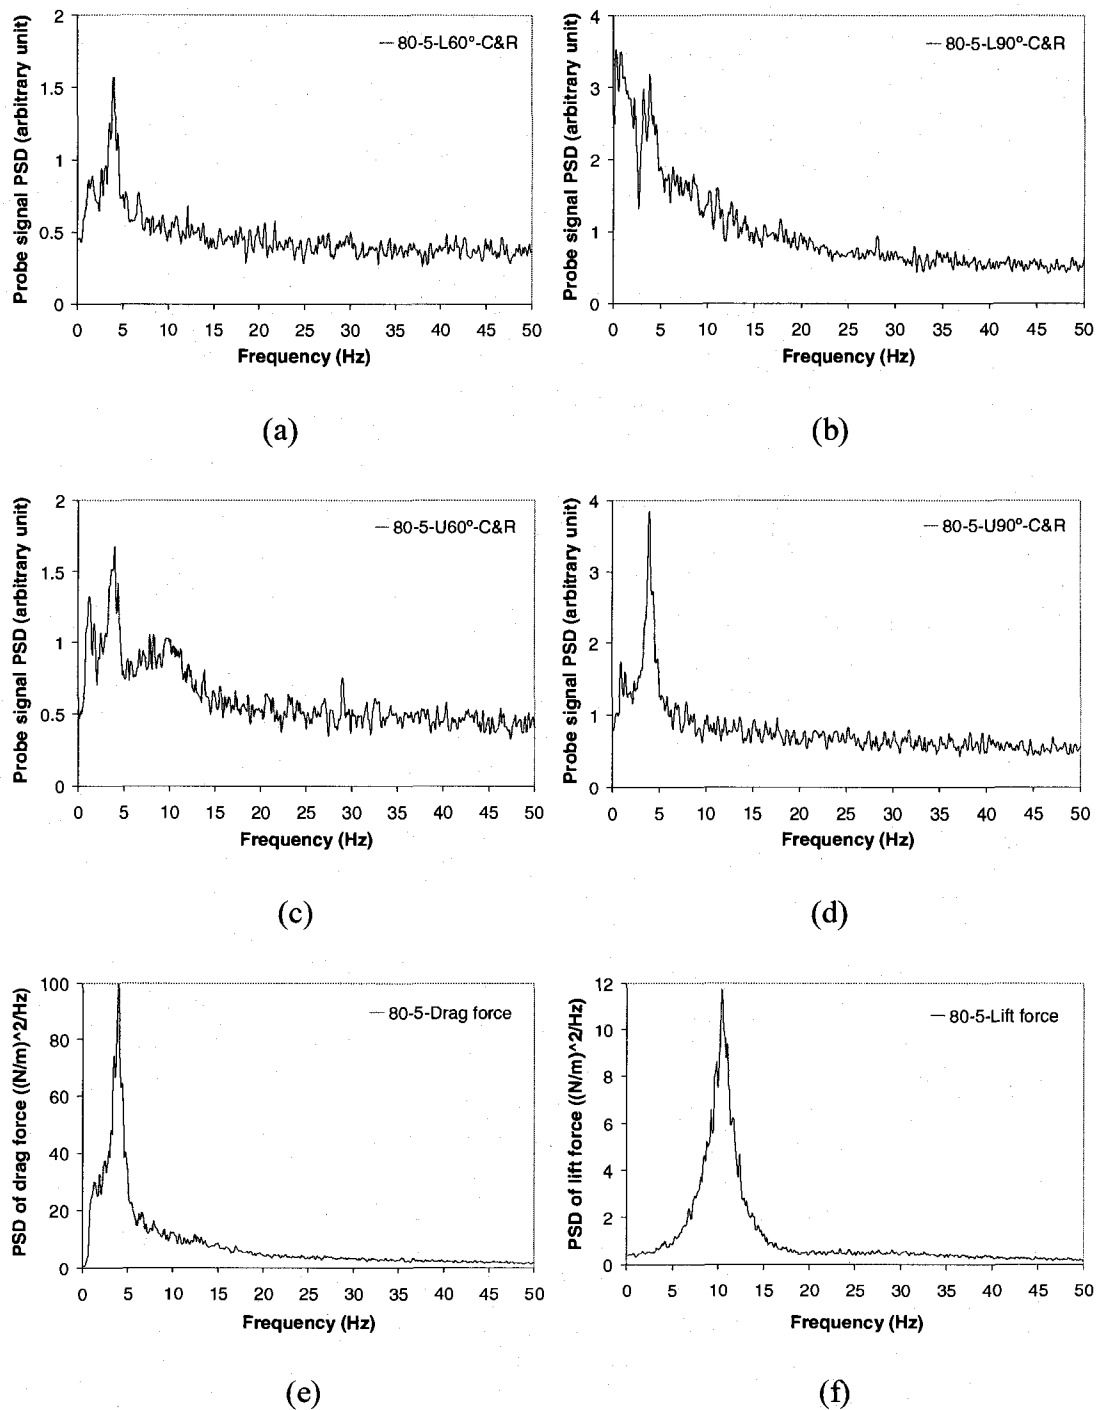 Probe signal PSD (arbitrary unit)
2
1.5
1
0.5
0
80-5-L60º-C&R
0 5 10 15 20 25 30 35 40 45 50
Frequency (Hz)
(a)
Probe signal PSD (arbitrary unit)
4
3
2
1
0
80-5-L90º-C&R
0 5 10 15 20 25 30 35 40 45 50
Frequency (Hz)
(b)
Probe signal PSD (arbitrary unit)
2
1.5
1
0.5
0
80-5-U60º-C&R
0 5 10 15 20 25 30 35 40 45 50
Frequency (Hz)
(c)
Probe signal PSD (arbitrary unit)
4
3
2
1
0
80-5-U90º-C&R
0 5 10 15 20 25 30 35 40 45 50
Frequency (Hz)
(d)
PSD of drag force ((N/m)^2/Hz)
100
80
60
40
20
0
80-5-Drag force
0 5 10 15 20 25 30 35 40 45 50
Frequency (Hz)
(e)
PSD of lift force ((N/m)^2/Hz)
12
10
8
6
4
2
0
80-5-Lift force
0 5 10 15 20 25 30 35 40 45 50
Frequency (Hz)
(f)